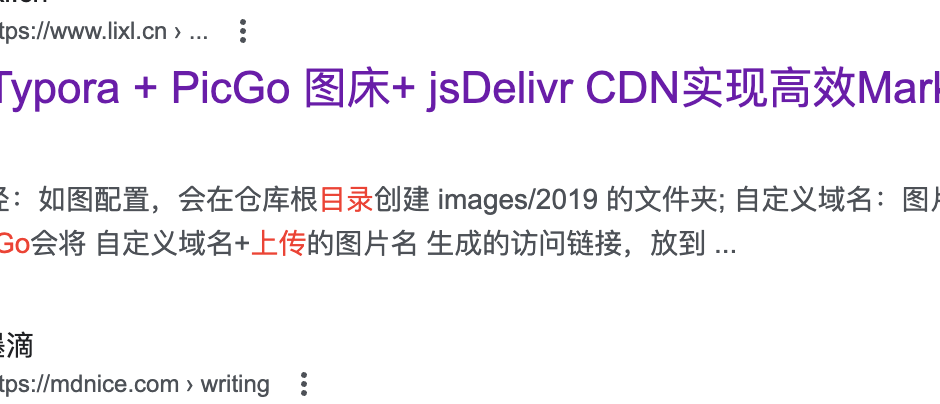 tps://www.lixl.cn › ...
Typora + PicGo 图床+ jsDelivr CDN实现高效Mark
径：如图配置，会在仓库根目录创建 images/2019 的文件夹; 自定义域名：图片
Go会将 自定义域名+上传的图片名 生成的访问链接，放到 ...
墨滴
tps://mdnice.com › writing